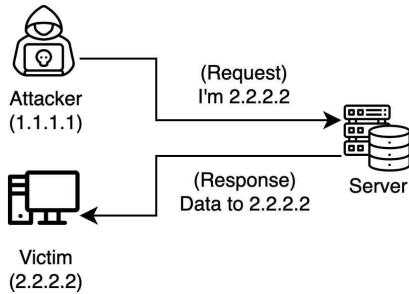 Attacker
(1.1.1.1)
(Request)
I'm 2.2.2.2
Server
(Response)
Data to 2.2.2.2
Victim
(2.2.2.2)